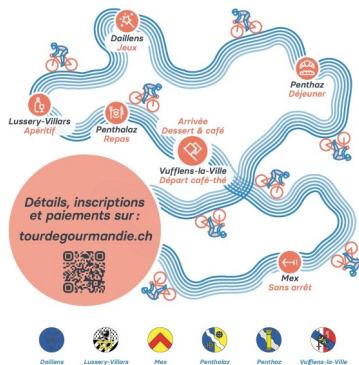 Daillens
Jeux
Penthaz
Déjeuner
Lussery-Villars
Apéritif
Penthalaz
Repas
Arrivée
Dessert & café
Vufflens-la-Ville
Départ café-thé
Détails, inscriptions
et paiements sur :
tourdegourmandie.ch
Mex
Sans arrêt
Daillens
Lussery-Villars
Mex
Penthalaz
Penthaz
Vufflens-la-Ville